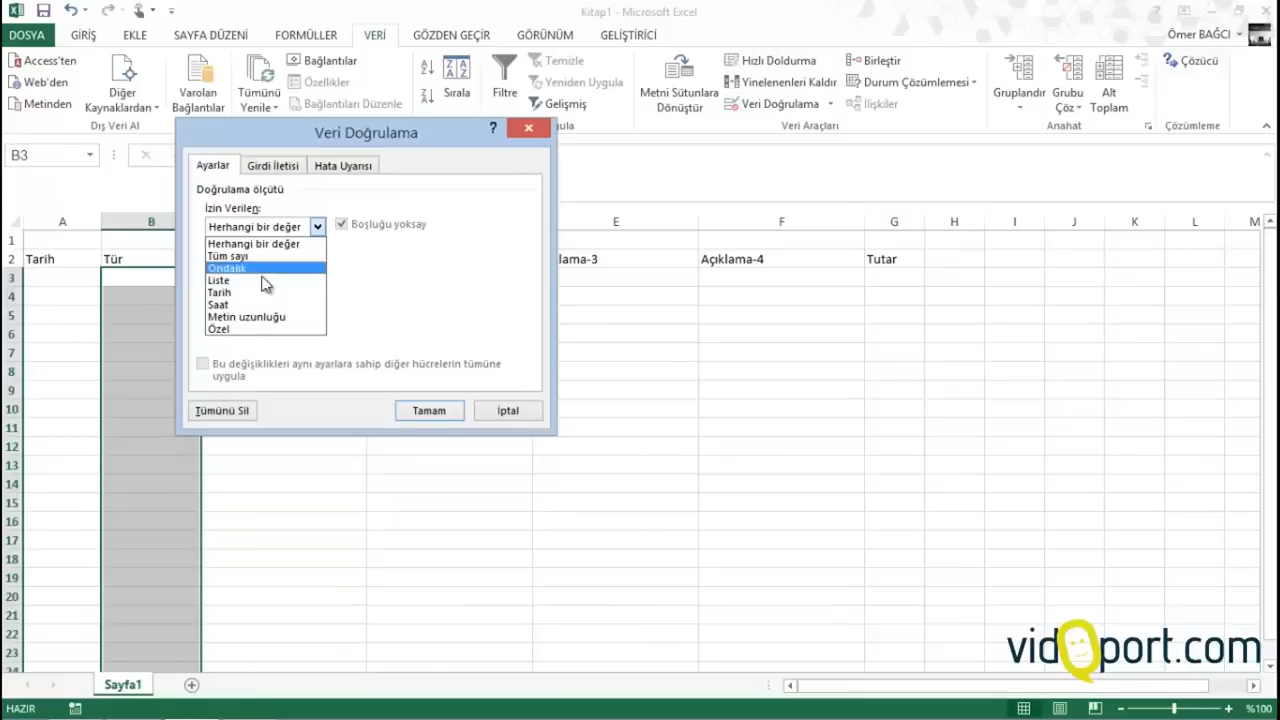 Kitap1 - Microsoft Excel
DOSYA GİRİŞ EKLE SAYFA DÜZENİ FORMÜLLER VERİ GÖZDEN GEÇİR GÖRÜNÜM GELİŞTİRİCİ Ömer BAĞCI
Access'ten
Web'den
Metinden
Diğer
Kaynaklardan
Dış Veri Al
Varolan
Bağlantılar
Tümünü
Yenile
Bağlantılar
Özellikler
Bağlantıları Düzenle
Sırala
Filtre
Temizle
Yeniden Uygula
Gelişmiş
Metni Sütunlara
Dönüştür
Hızlı Doldurma
Yinelenenleri Kaldır
Veri Doğrulama
Birleştir
Durum Çözümlemesi
İlişkiler
Veri Araçları
Gruplandır
Grubu
Çöz
Alt
Toplam
Anahat
Çözücü
Çözümleme
B3
Veri Doğrulama
Ayarlar Girdi İletisi Hata Uyarısı
Doğrulama ölçütü
İzin Verilen:
Herhangi bir değer Boşluğu yoksay
Herhangi bir değer
Tüm sayı
Ondalık
Liste
Tarih
Saat
Metin uzunluğu
Özel
Bu değişiklikleri aynı ayarlara sahip diğer hücrelerin tümüne
uygula
Tümünü Sil Tamam İptal
A B E F G H I J K L M
1
2 Tarih Tür lama-3 Açıklama-4 Tutar
3
4
5
6
7
8
9
10
11
12
13
14
15
16
17
18
19
20
21
22
23
24
vidoport.com
Sayfa1
HAZIR %100